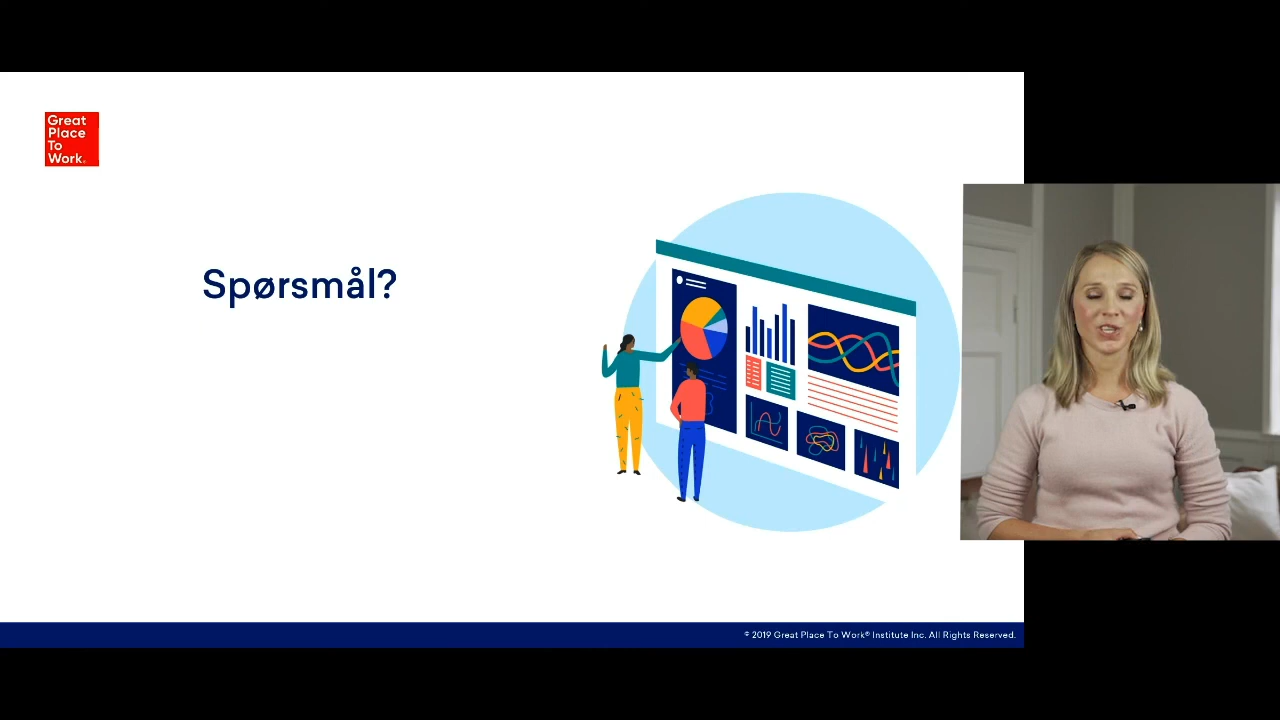 Great
Place
To
Work.
Spørsmål?
© 2019 Great Place To Work® Institute Inc. All Rights Reserved.